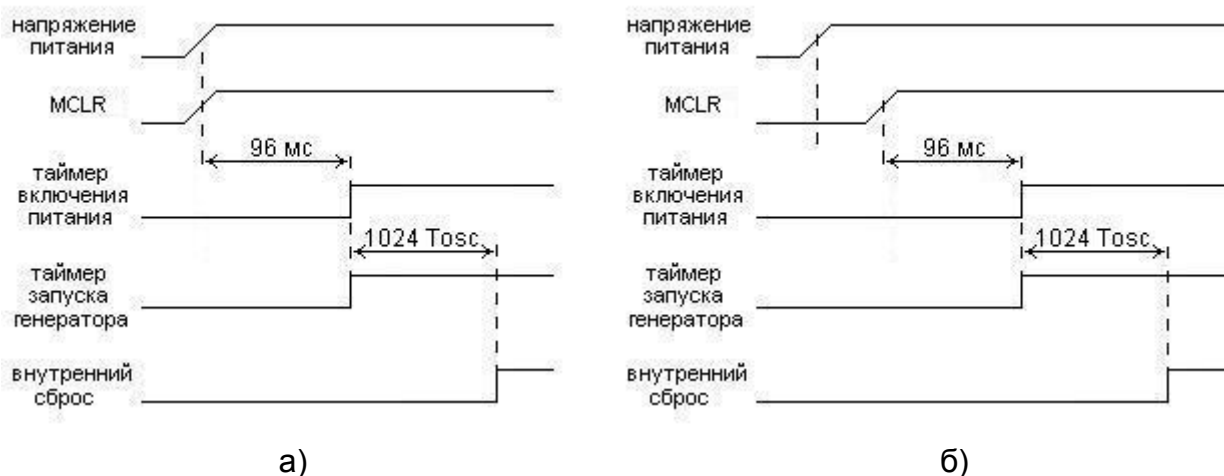 напряжение
питания
MCLR
96 мс
таймер
включения
питания
1024 Tosc
таймер
запуска
генератора
внутренний
сброс
а)
напряжение
питания
MCLR
96 мс
таймер
включения
питания
1024 Tosc
таймер
запуска
генератора
внутренний
сброс
б)